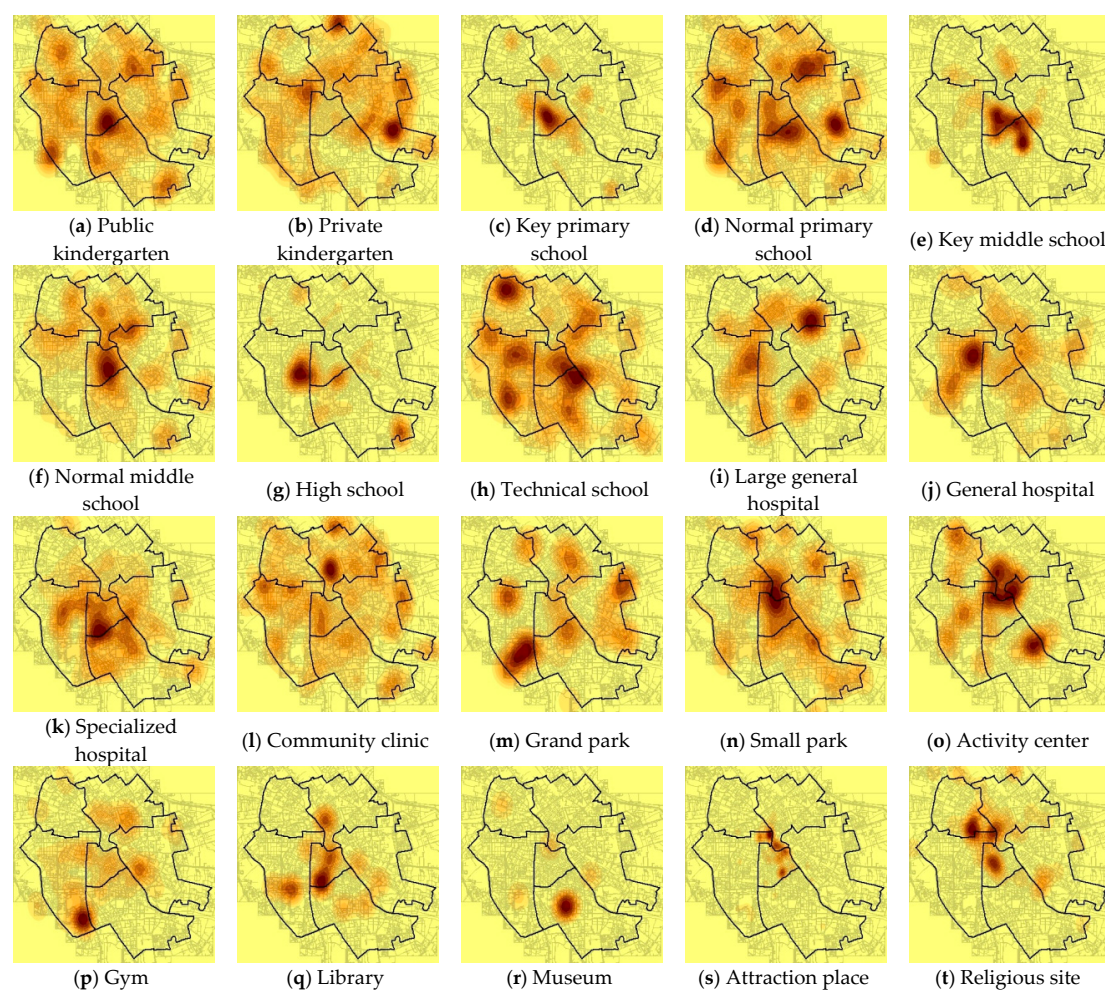 (a) Public
kindergarten
(b) Private
kindergarten
(c) Key primary
school
(d) Normal primary
school
(e) Key middle school
(f) Normal middle
school
(g) High school
(h) Technical school
(i) Large general
hospital
(j) General hospital
(k) Specialized
hospital
(l) Community clinic
(m) Grand park
(n) Small park
(o) Activity center
(p) Gym
(q) Library
(r) Museum
(s) Attraction place
(t) Religious site